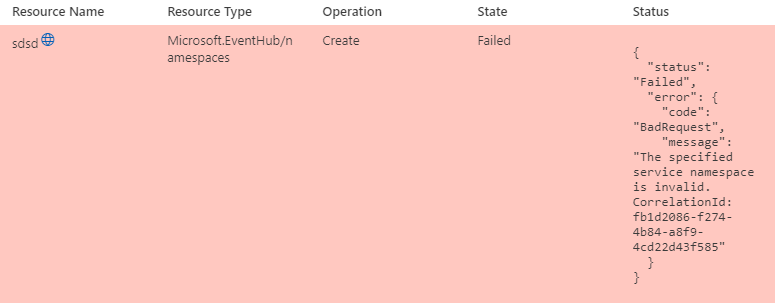 Resource Name Resource Type Operation State Status
sdsd Microsoft.EventHub/n Create Failed
amespaces
{
"status":
"Failed",
"error": {
"code":
"BadRequest",
"message":
"The specified
service namespace
is invalid.
CorrelationId:
fb1d2086-f274-
4b84-a8f9-
4cd22d43f585"
}
}